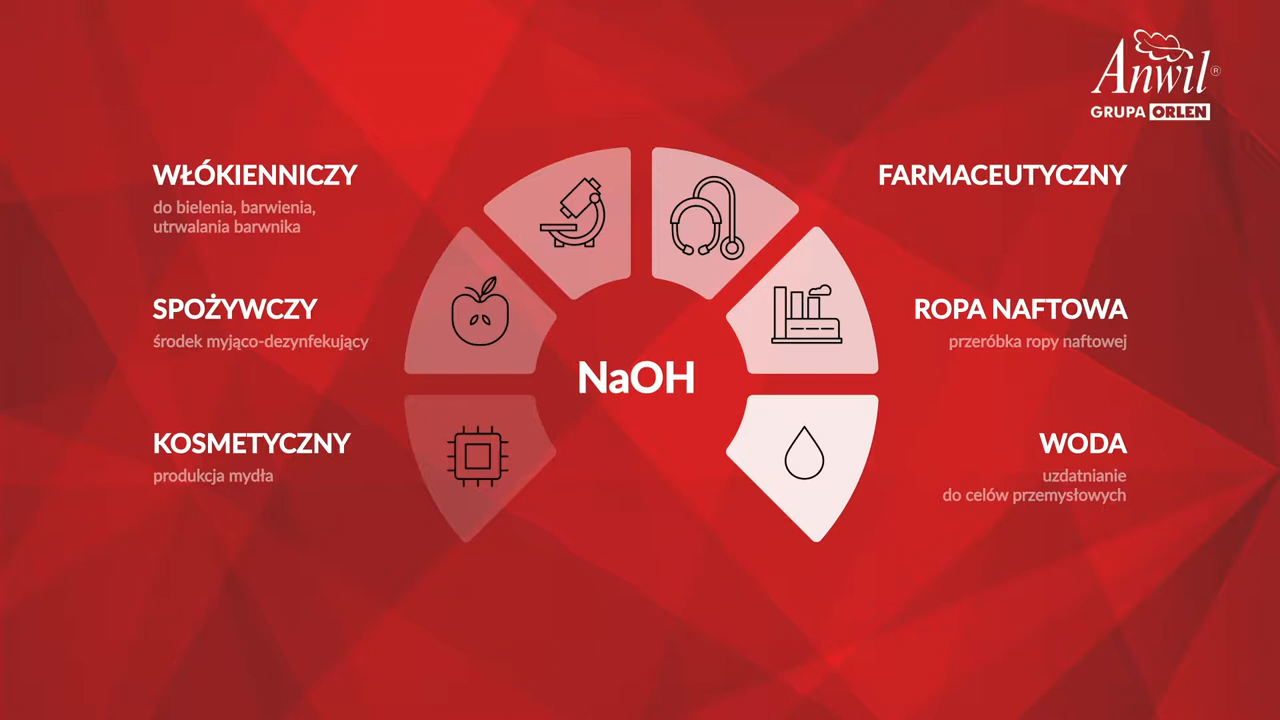 Anwil®
GRUPA ORLEN
WŁÓKIENNICZY
do bielenia, barwienia,
utrwalania barwnika
SPOŻYWCZY
środek myjąco-dezynfekujący
KOSMETYCZNY
produkcja mydła
NaOH
FARMACEUTYCZNY
ROPA NAFTOWA
przeróbka ropy naftowej
WODA
uzdatnianie
do celów przemysłowych